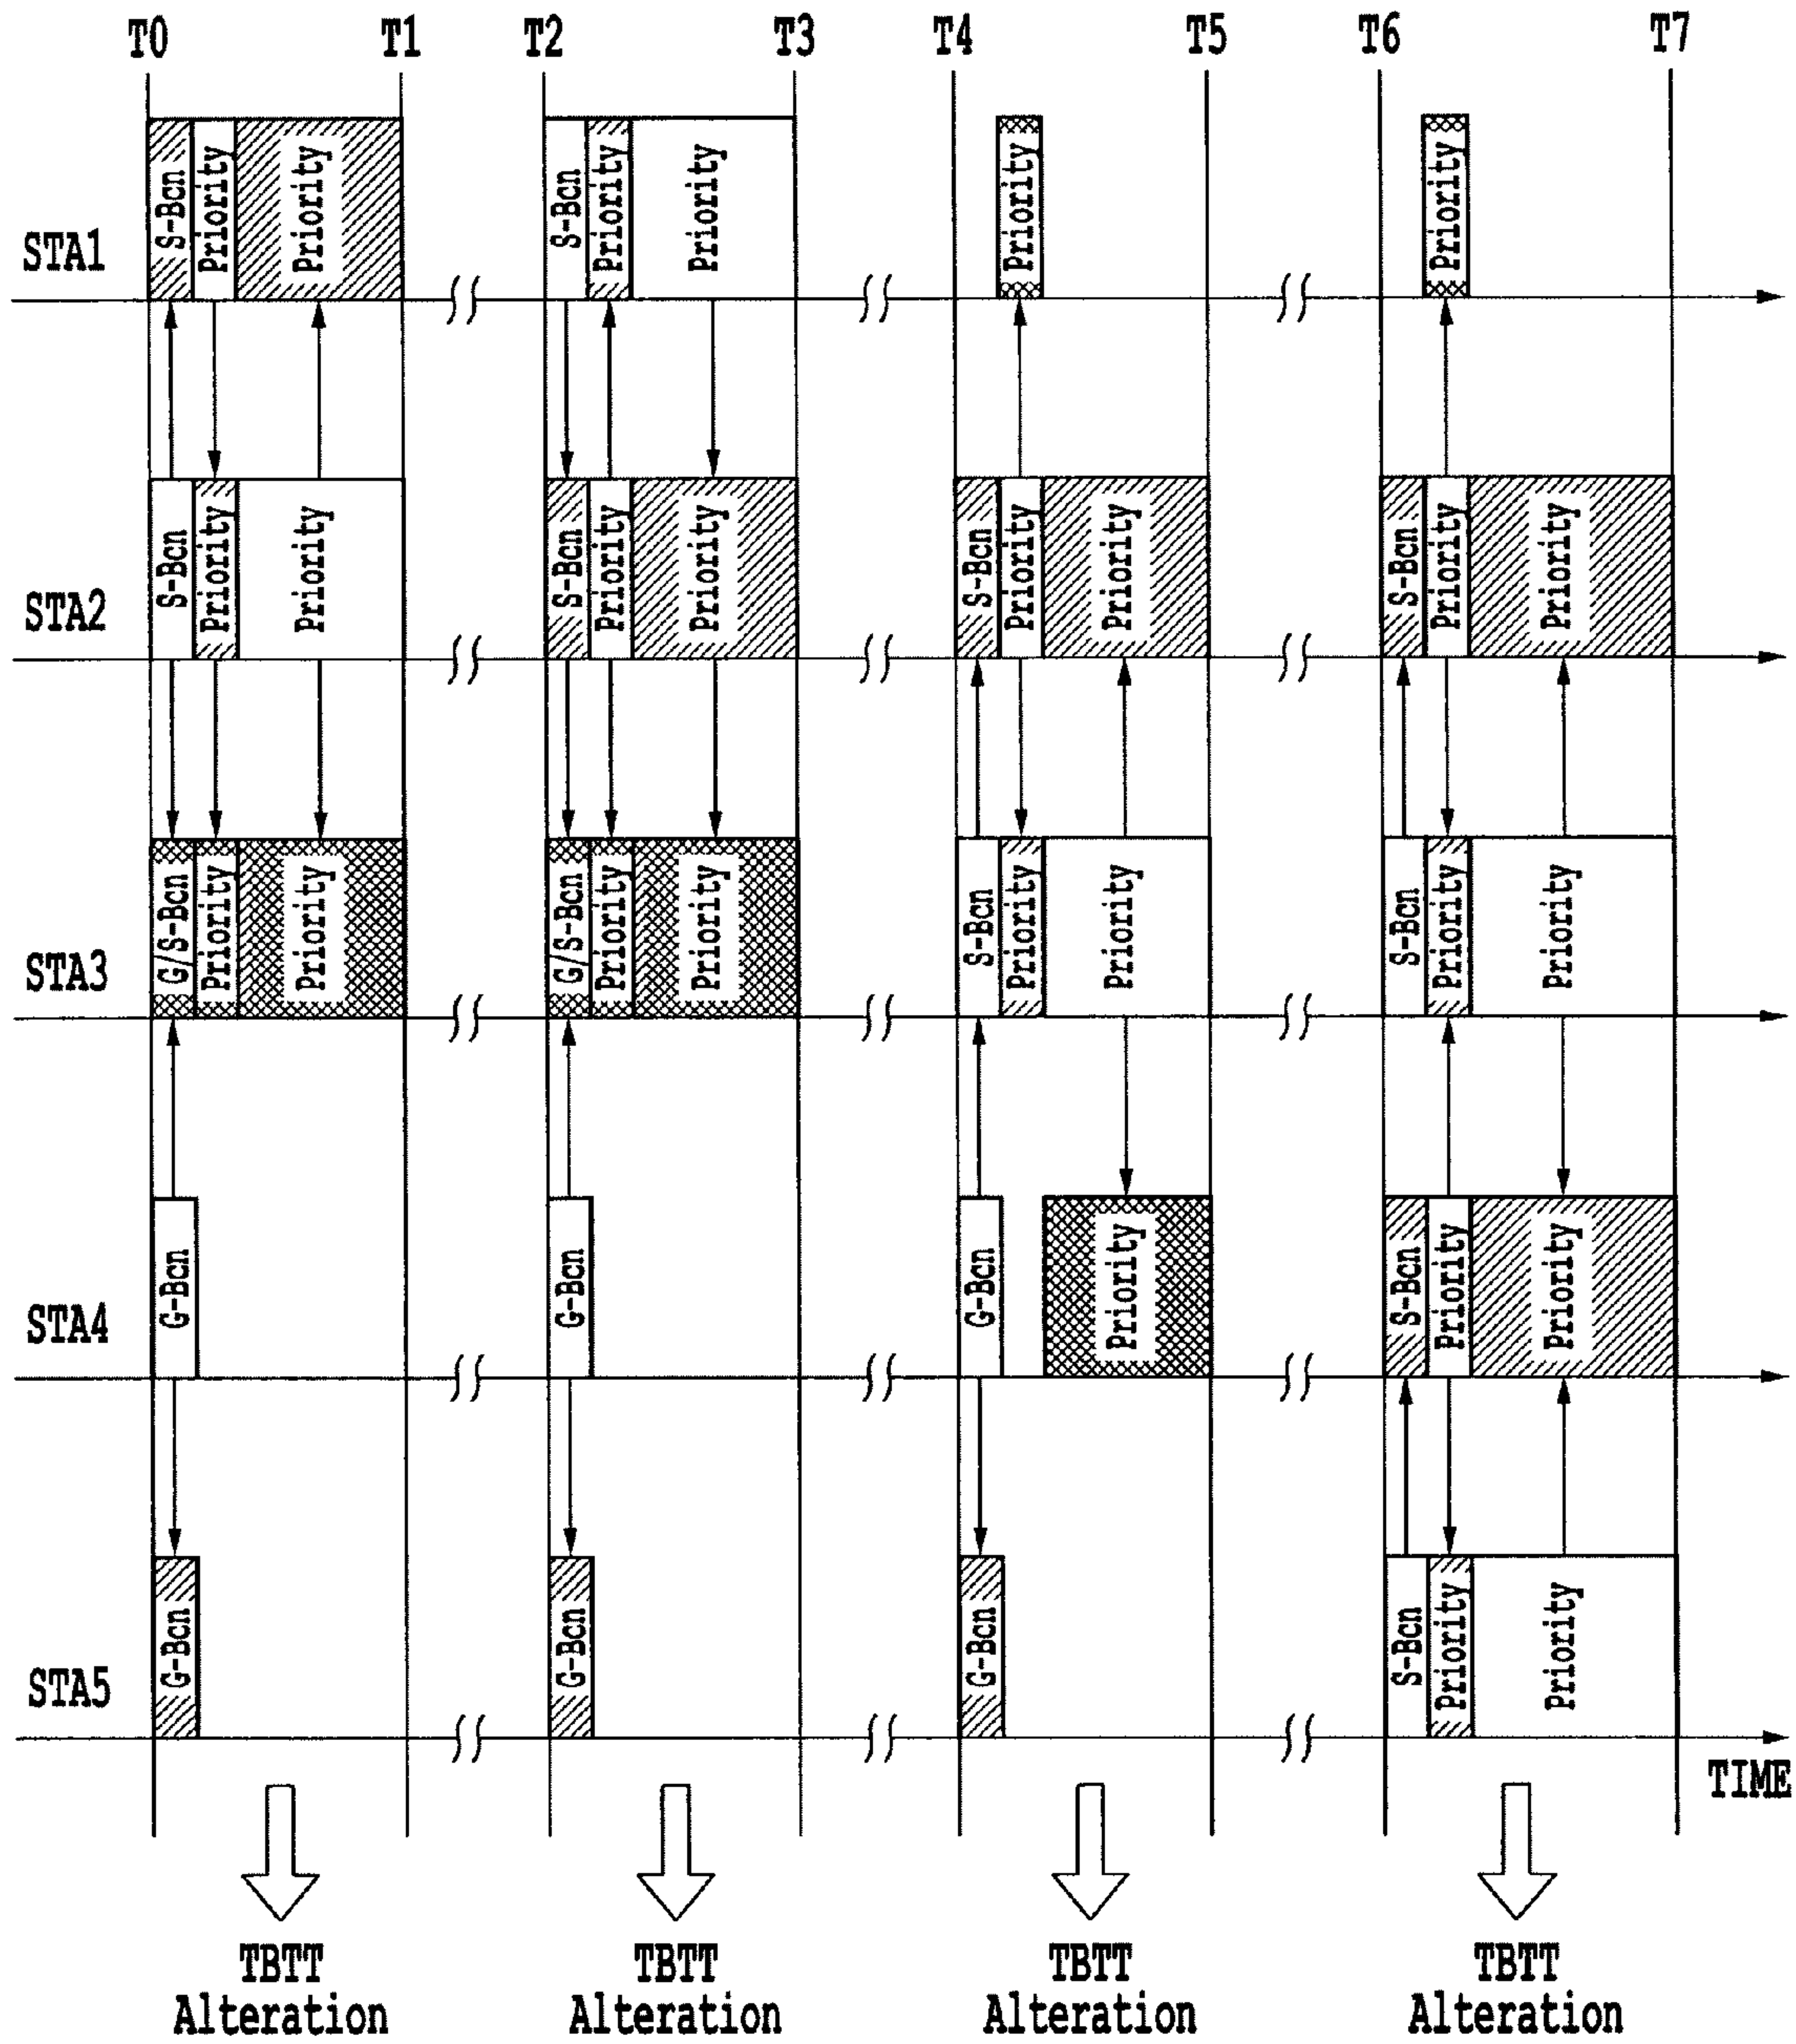 T0 T1 T2 T3 T4 T5 T6 T7
STA1 S-Bcn Priority Priority S-Bcn Priority Priority Priority Priority
STA2 S-Bcn Priority Priority S-Bcn Priority Priority S-Bcn Priority Priority S-Bcn Priority Priority
STA3 G/S-Bcn Priority Priority G/S-Bcn Priority Priority S-Bcn Priority Priority S-Bcn Priority Priority
STA4 G-Bcn G-Bcn G-Bcn Priority S-Bcn Priority Priority
STA5 G-Bcn G-Bcn G-Bcn S-Bcn Priority Priority
TIME
TBTT TBTT TBTT TBTT
Alteration Alteration Alteration Alteration